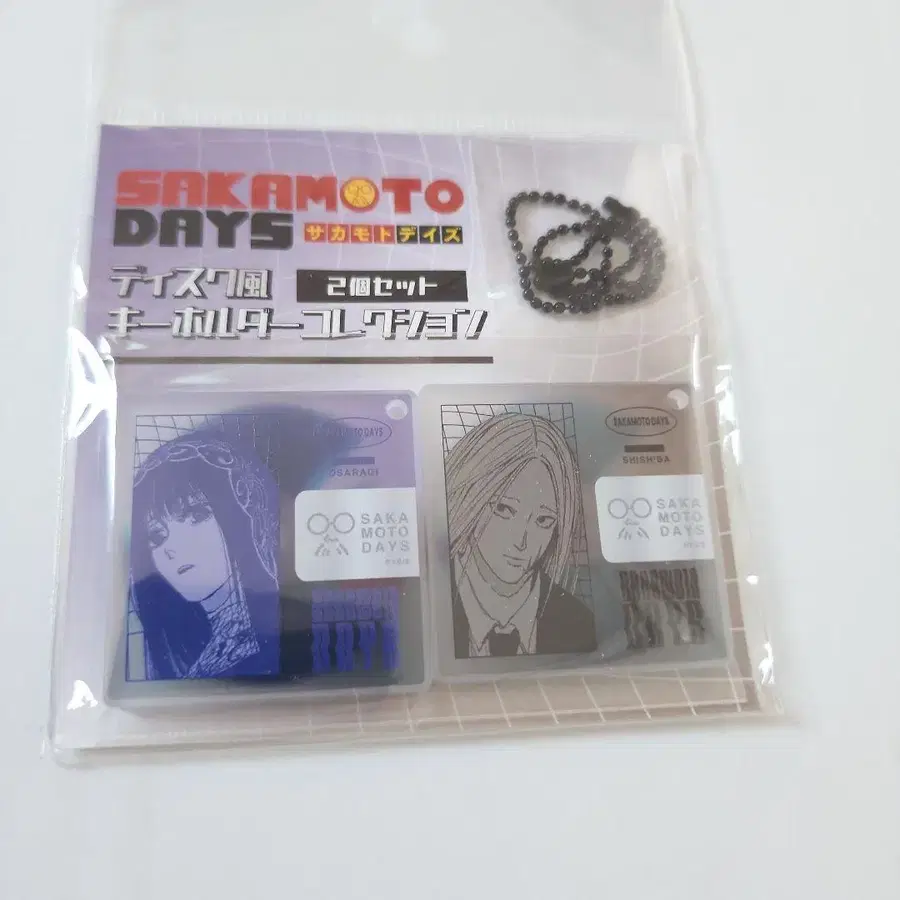 SAKAMOTO
DAYS サカモトデイズ
ディスク風 2個セット
キーホルダーコレクション
SAKAMOTO DAYS
OSARAGI
SAKA
MOTO
DAYS
SAKAMOTO DAYS
SHISHIBA
SAKA
MOTO
DAYS